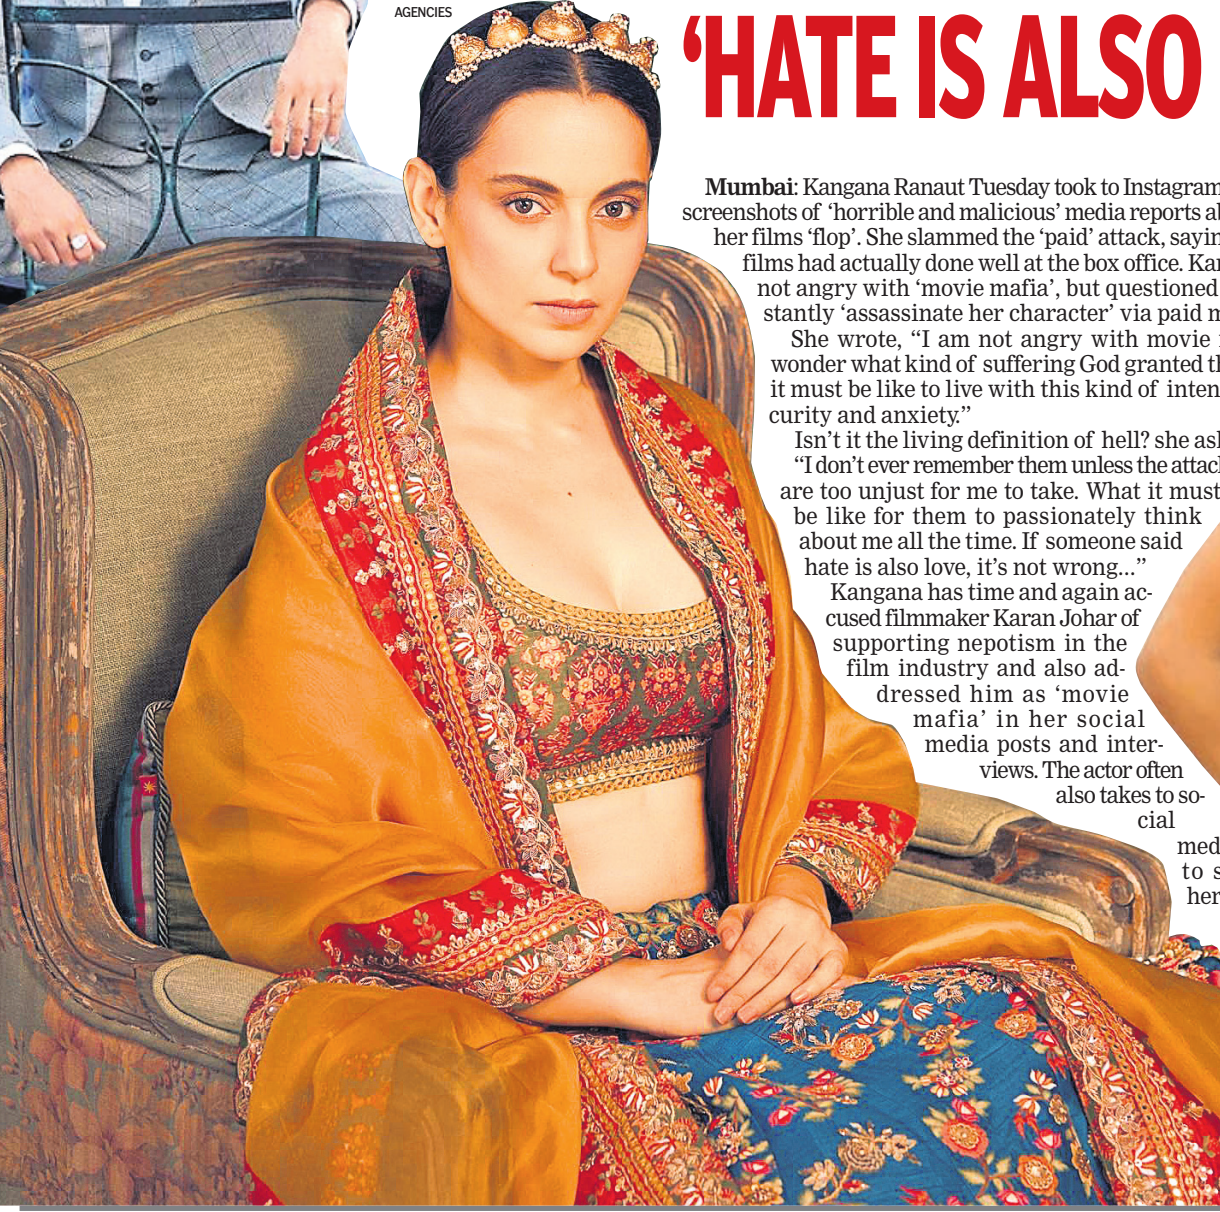 AGENCIES
‘HATE IS ALSO
Mumbai: Kangana Ranaut Tuesday took to Instagram
screenshots of ‘horrible and malicious’ media reports
her films ‘flop’. She slammed the ‘paid’ attack,
films had actually done well at the box office.
not angry with ‘movie mafia’, but questioned
stantly ‘assassinate her character’ via paid
She wrote, “I am not angry with movie
wonder what kind of suffering God granted
it must be like to live with this kind of
curity and anxiety.”
Isn’t it the living definition of hell? she
“I don’t ever remember them unless the
are too unjust for me to take. What it must
be like for them to passionately think
about me all the time. If someone said
hate is also love, it’s not wrong...”
Kangana has time and again ac-
cused filmmaker Karan Johar of
supporting nepotism in the
film industry and also ad-
dressed him as ‘movie
mafia’ in her social
media posts and inter-
views. The actor often
also takes to so-
cial
med
to s
her